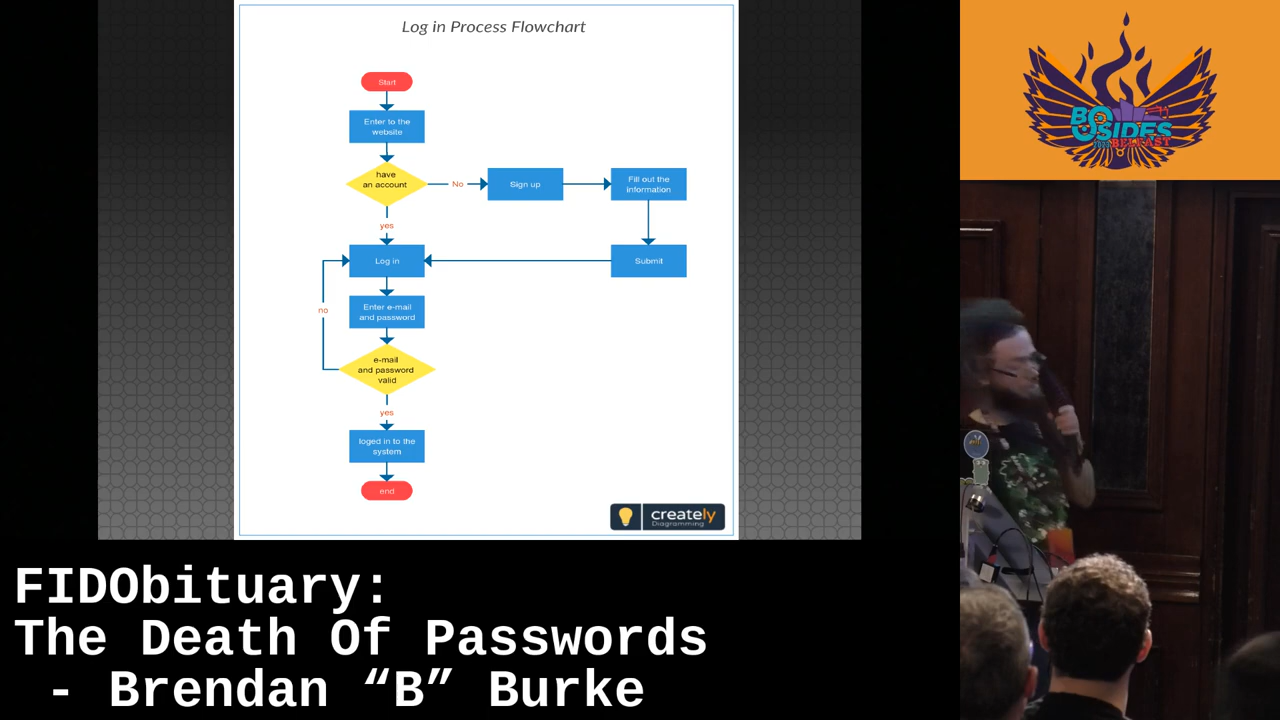 Log in Process Flowchart
Start
Enter to the
website
have
an account
No
Sign up
Fill out the
information
yes
Log in
Submit
no
Enter e-mail
and password
e-mail
and password
valid
yes
loged in to the
system
end
creately
Diagramming
BSIDES
2023
BELFAST
FIDObituary:
The Death Of Passwords
- Brendan “B” Burke